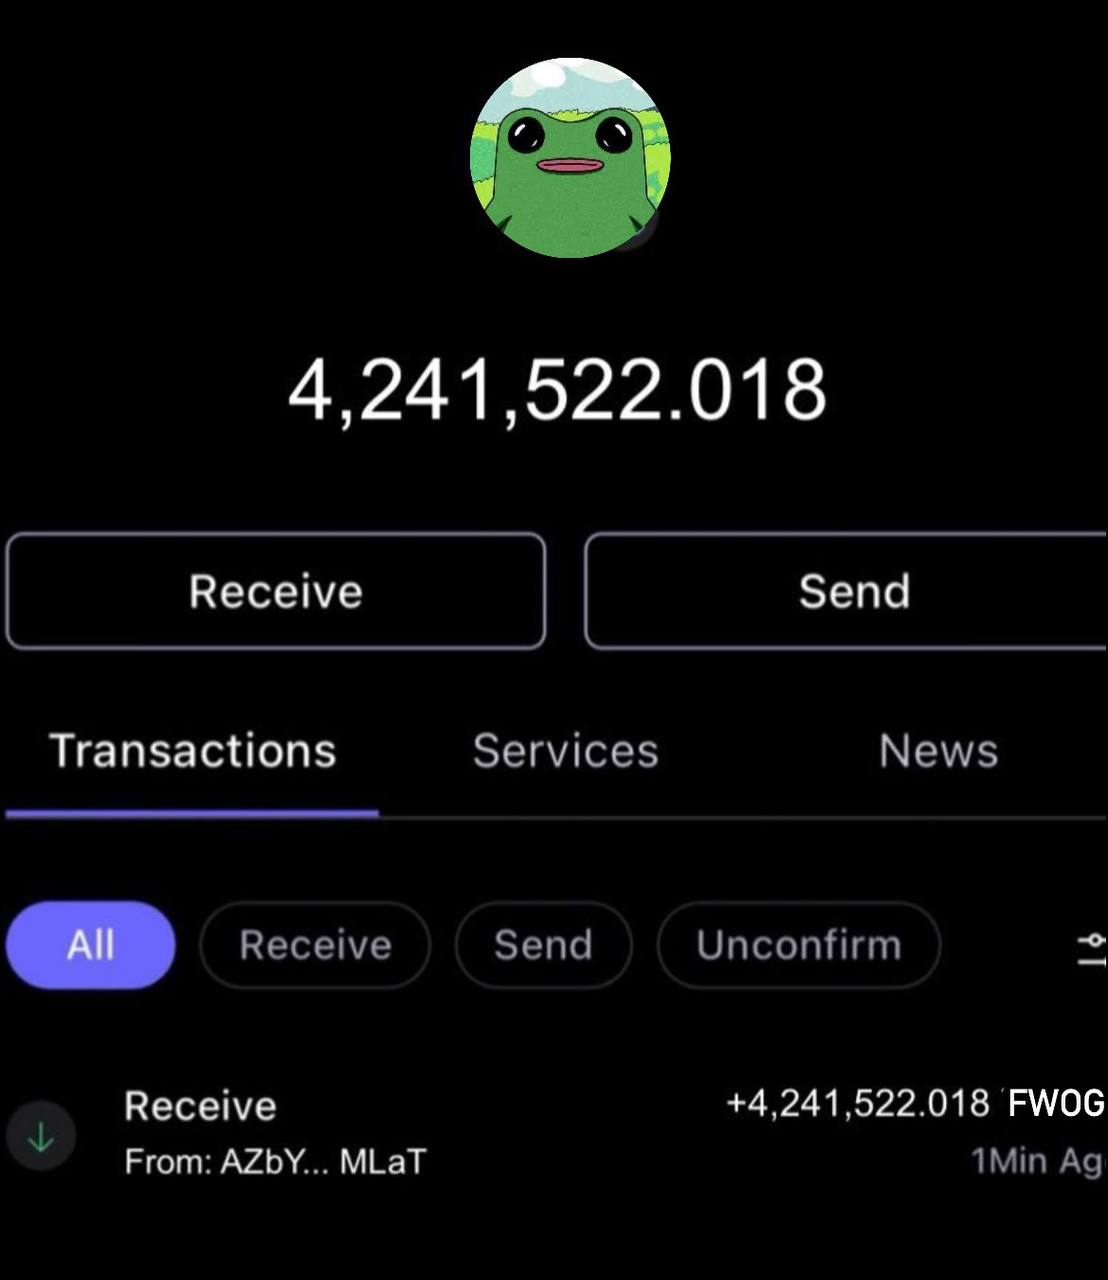 4,241,522.018
Receive Send
Transactions Services News
All Receive Send Unconfirm
Receive +4,241,522.018 FWOG
From: AZbY... MLaT 1Min Ag